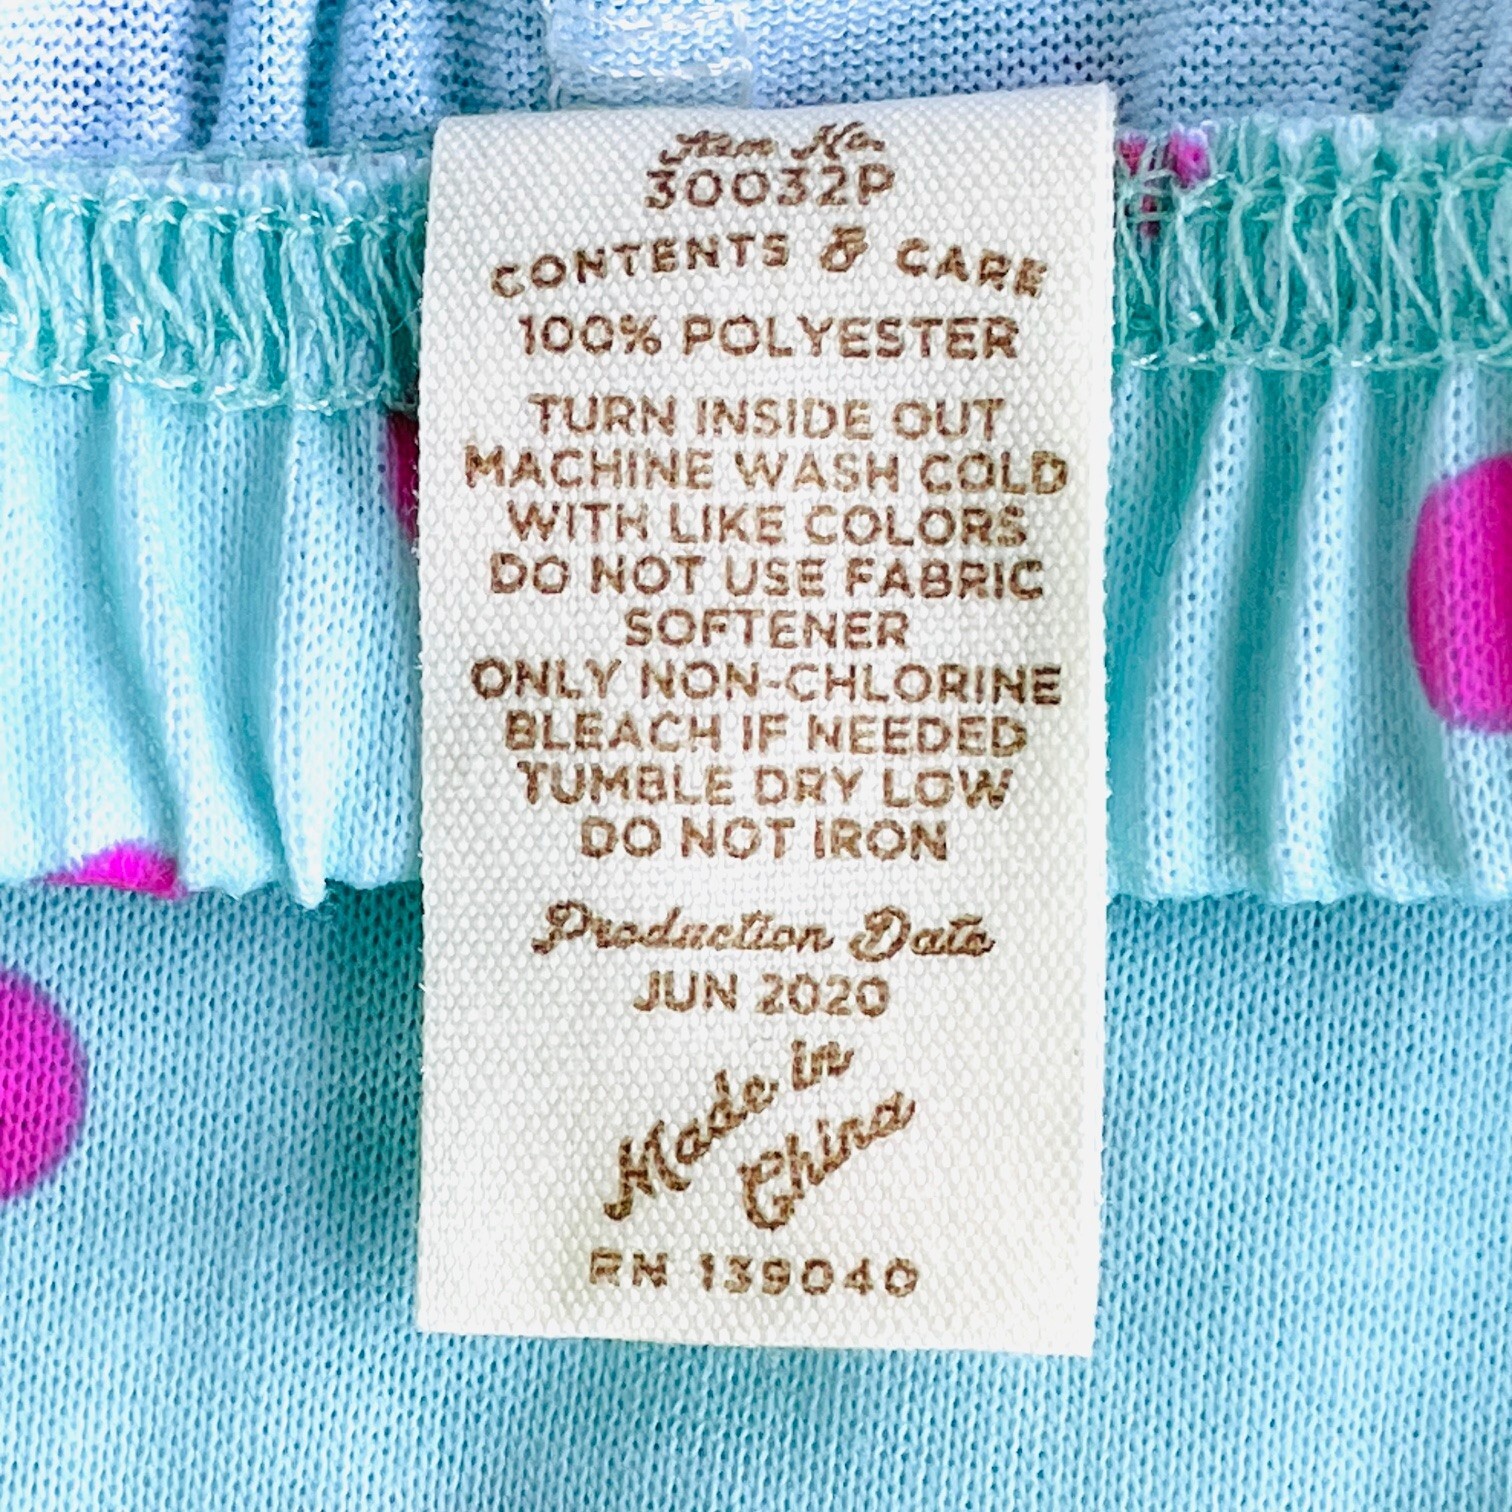 Item No.
30032P
CONTENTS & CARE
100% POLYESTER
TURN INSIDE OUT
MACHINE WASH COLD
WITH LIKE COLORS
DO NOT USE FABRIC
SOFTENER
ONLY NON-CHLORINE
BLEACH IF NEEDED
TUMBLE DRY LOW
DO NOT IRON
Production Date
JUN 2020
Made in
China
RN 139040